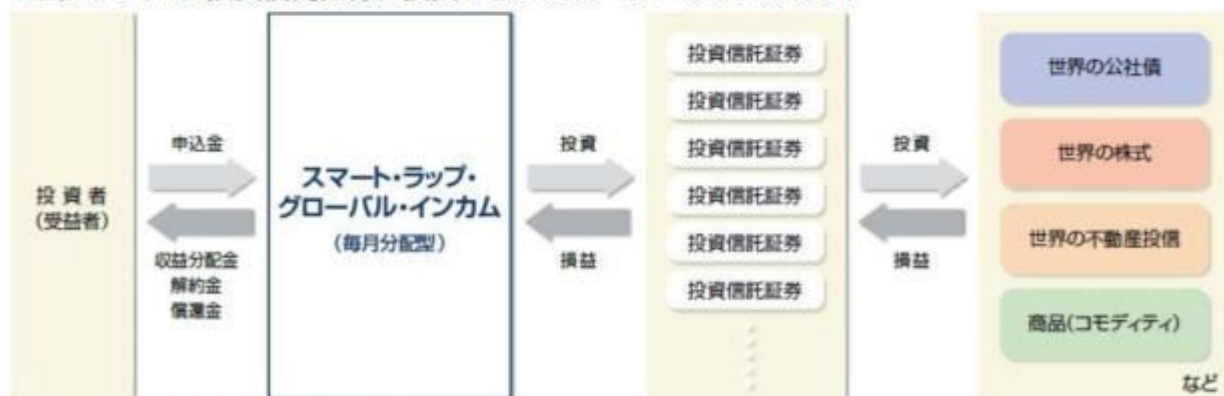 投資者
(受益者)
申込金
収益分配金
解約金
償還金
スマート・ラップ・
グローバル・インカム
(毎月分配型)
投資
損益
投資信託証券
投資信託証券
投資信託証券
投資信託証券
投資信託証券
投資信託証券
投資
損益
世界の公社債
世界の株式
世界の不動産投信
商品(コモディティ)
など